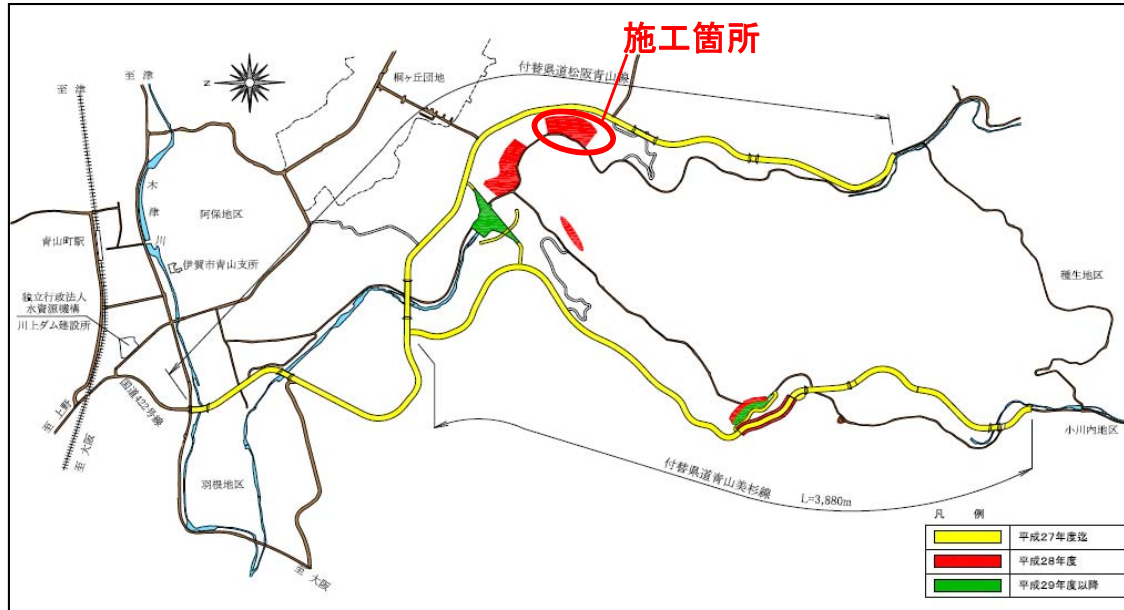 施工箇所
付替県道松阪青山線
桐ヶ丘団地
至 津
至 津
N
木津川
阿保地区
青山町駅
伊賀市青山支所
独立行政法人
水資源機構
川上ダム建設所
国道422号線
至 上野
至 大阪
羽根地区
至 大阪
種生地区
小川内地区
付替県道青山美杉線 L=3,880m
凡 例
平成27年度迄
平成28年度
平成29年度以降